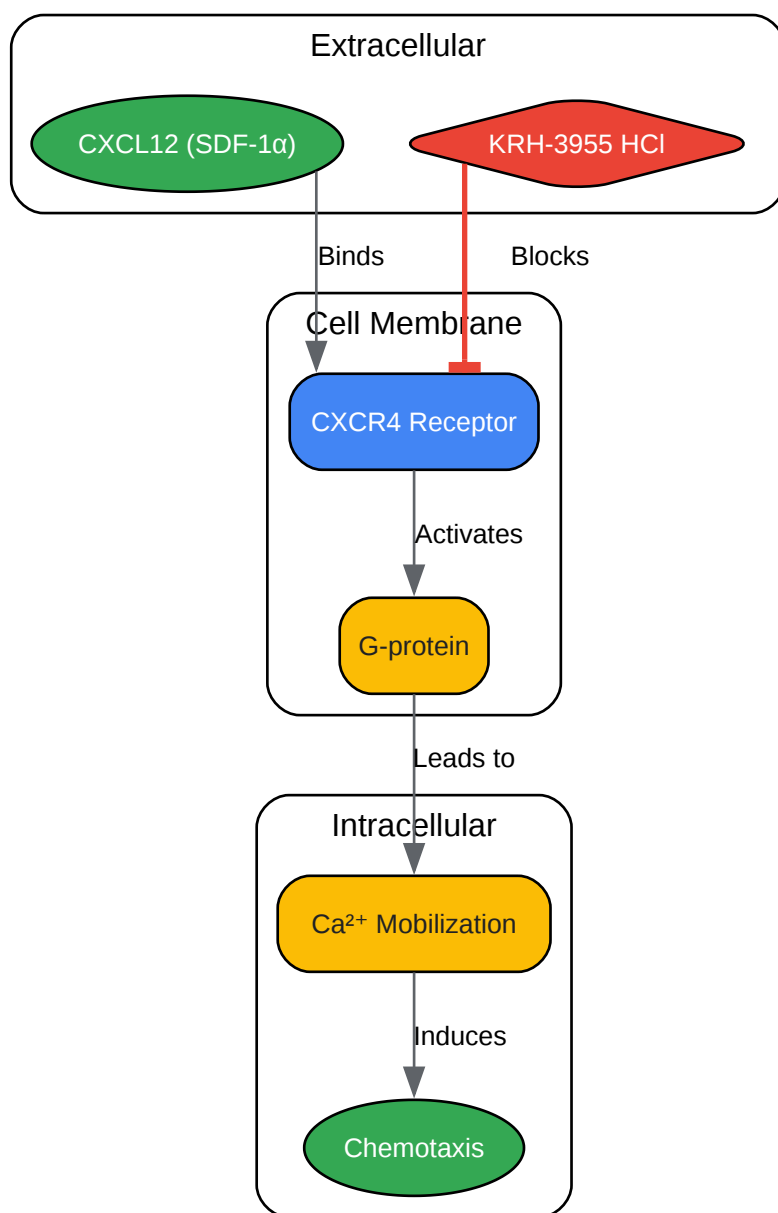 Extracellular
CXCL12 (SDF-1α)
KRH-3955 HCl
Binds
Blocks
Cell Membrane
CXCR4 Receptor
Activates
G-protein
Leads to
Intracellular
Ca²⁺ Mobilization
Induces
Chemotaxis